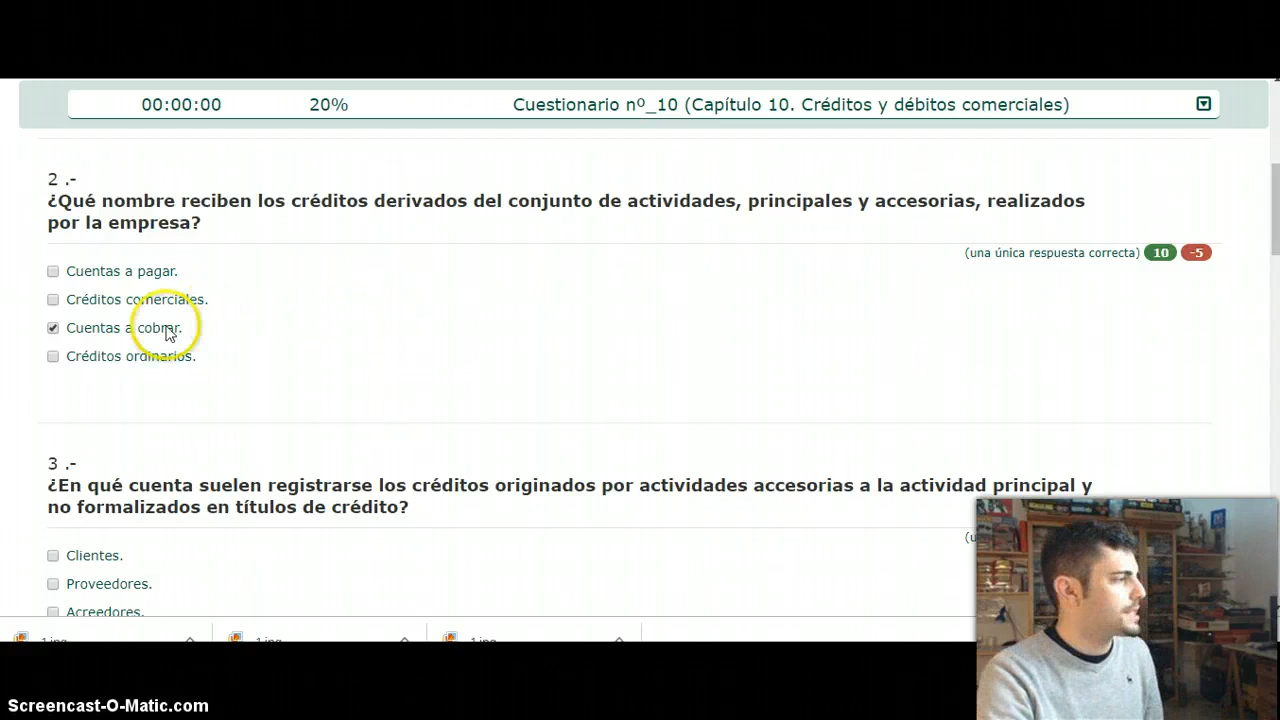 00:00:00
20%
Cuestionario nº_10 (Capítulo 10. Créditos y débitos comerciales)
2 .-
¿Qué nombre reciben los créditos derivados del conjunto de actividades, principales y accesorias, realizados
por la empresa?
(una única respuesta correcta) 10 -5
Cuentas a pagar.
Créditos comerciales.
Cuentas a cobrar.
Créditos ordinarios.
3 .-
¿En qué cuenta suelen registrarse los créditos originados por actividades accesorias a la actividad principal y
no formalizados en títulos de crédito?
Clientes.
Proveedores.
Acreedores.
Screencast-O-Matic.com